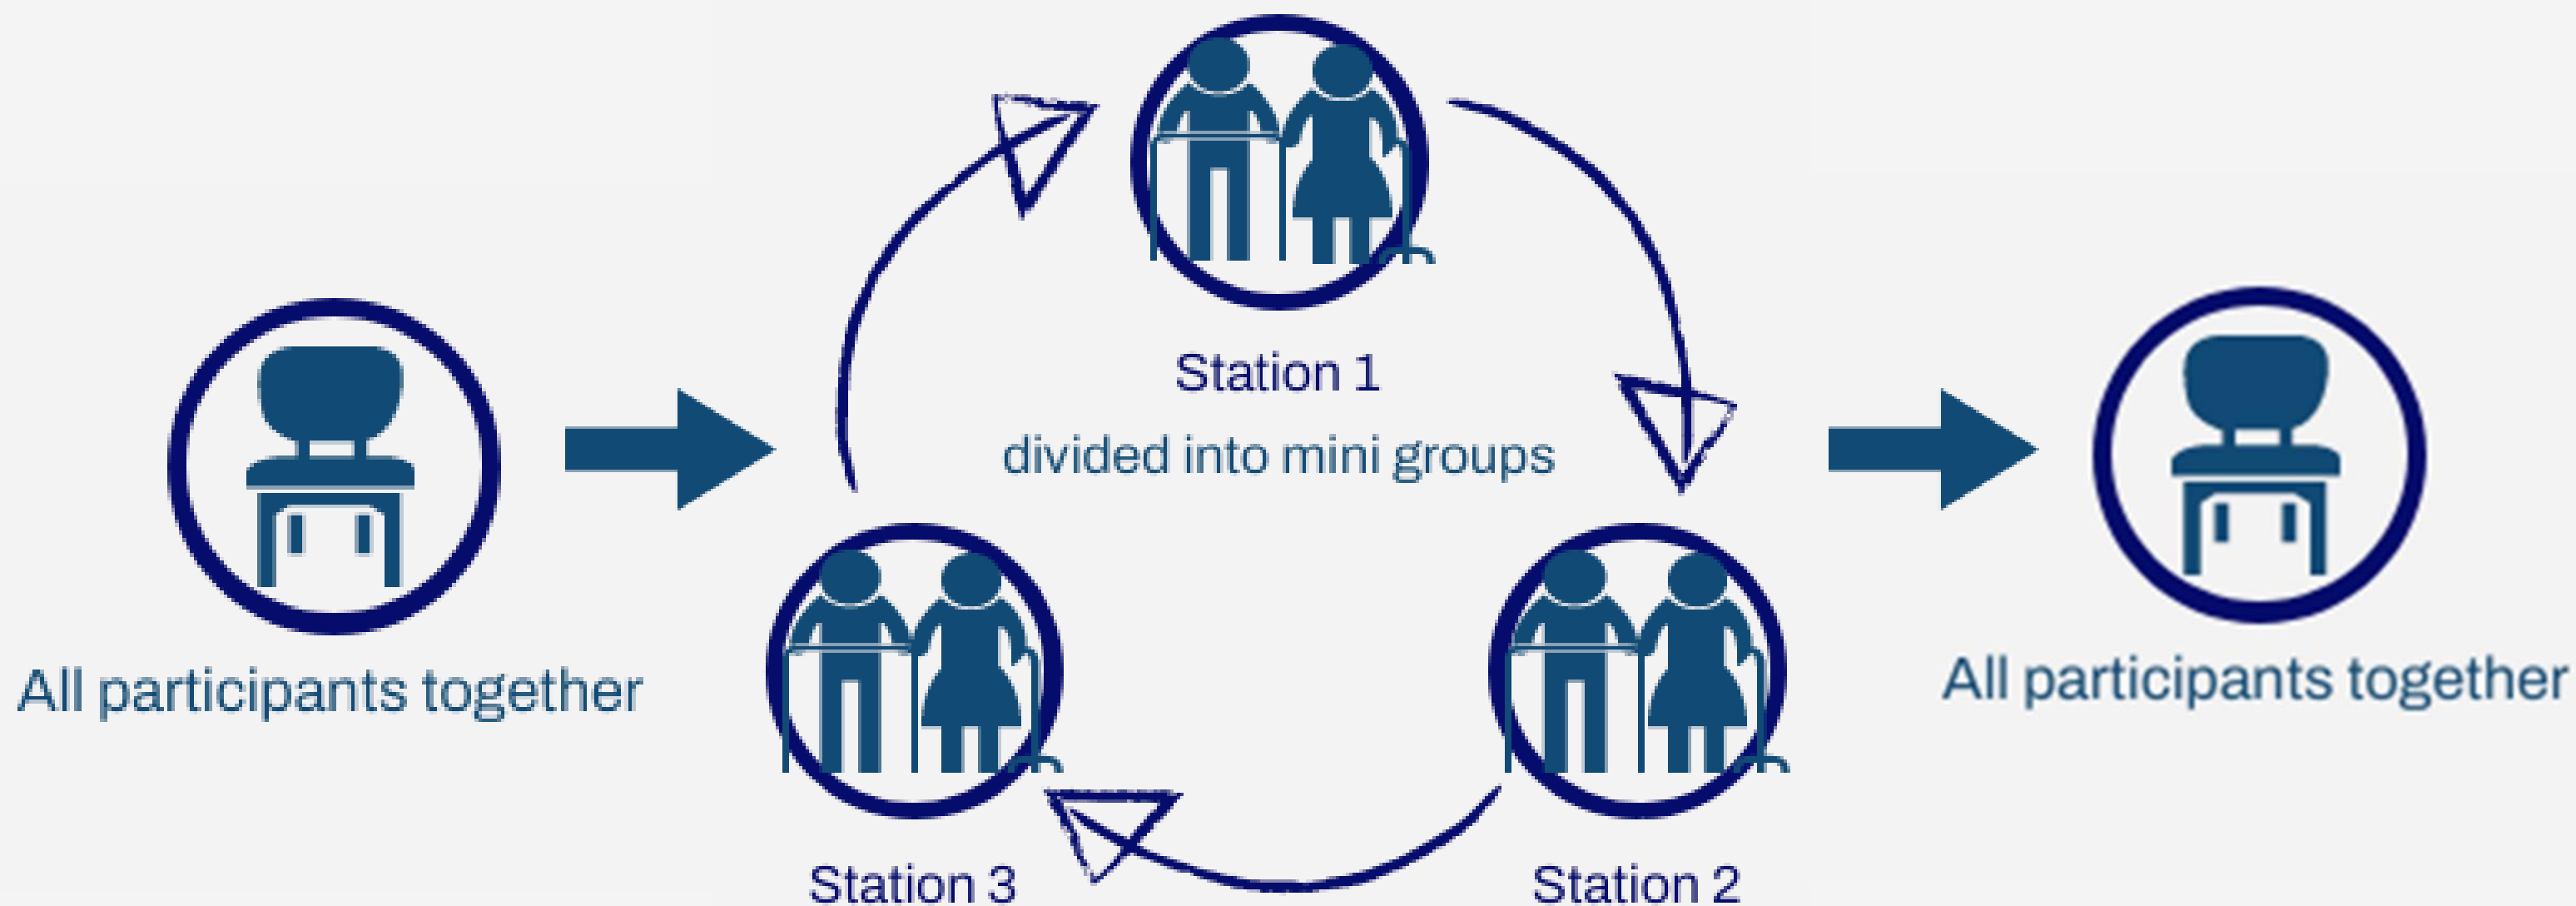 Station 1
divided into mini groups
All participants together
All participants together
Station 3
Station 2